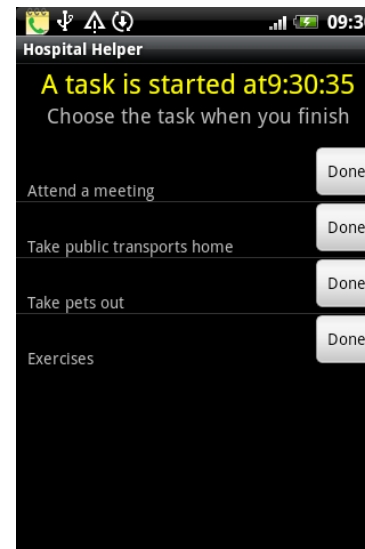 09:30
Hospital Helper
A task is started at9:30:35
Choose the task when you finish
Attend a meeting
Done
Take public transports home
Done
Take pets out
Done
Exercises
Done